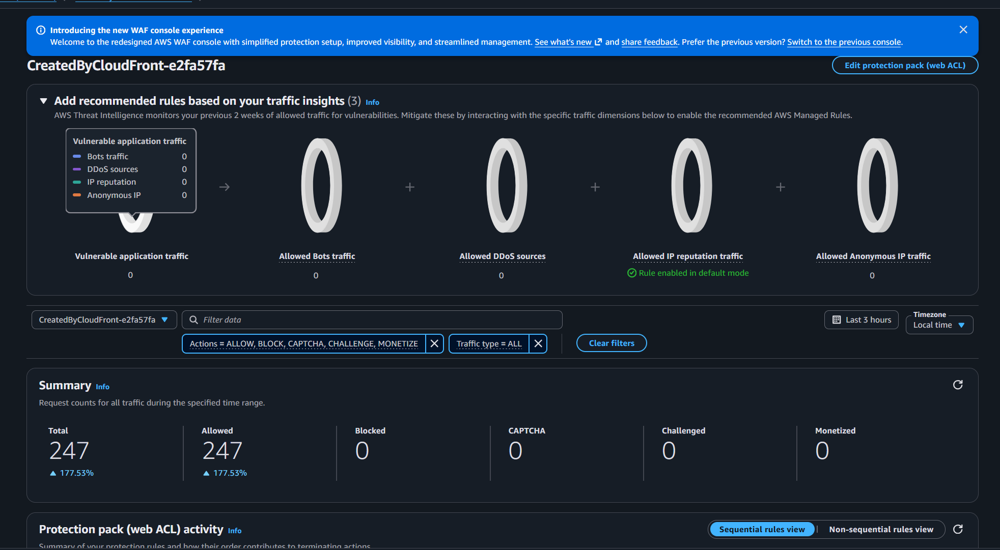 Introducing the new WAF console experience
Welcome to the redesigned AWS WAF console with simplified protection setup, improved visibility, and streamlined management. See what's new and share feedback. Prefer the previous version? Switch to the previous console.
CreatedByCloudFront-e2fa57fa
Edit protection pack (web ACL)
Add recommended rules based on your traffic insights (3) Info
AWS Threat Intelligence monitors your previous 2 weeks of allowed traffic for vulnerabilities. Mitigate these by interacting with the specific traffic dimensions below to enable the recommended AWS Managed Rules.
Vulnerable application traffic
Bots traffic 0
DDoS sources 0
IP reputation 0
Anonymous IP 0
Vulnerable application traffic
0
Allowed Bots traffic
0
Allowed DDoS sources
0
Allowed IP reputation traffic
Rule enabled in default mode
Allowed Anonymous IP traffic
0
CreatedByCloudFront-e2fa57fa
Filter data
Last 3 hours
Timezone
Local time
Actions = ALLOW, BLOCK, CAPTCHA, CHALLENGE, MONETIZE
Traffic type = ALL
Clear filters
Summary Info
Request counts for all traffic during the specified time range.
Total
247
177.53%
Allowed
247
177.53%
Blocked
0
CAPTCHA
0
Challenged
0
Monetized
0
Protection pack (web ACL) activity Info
Sequential rules view
Non-sequential rules view
Summary of your protection rules and how their order contributes to terminating actions